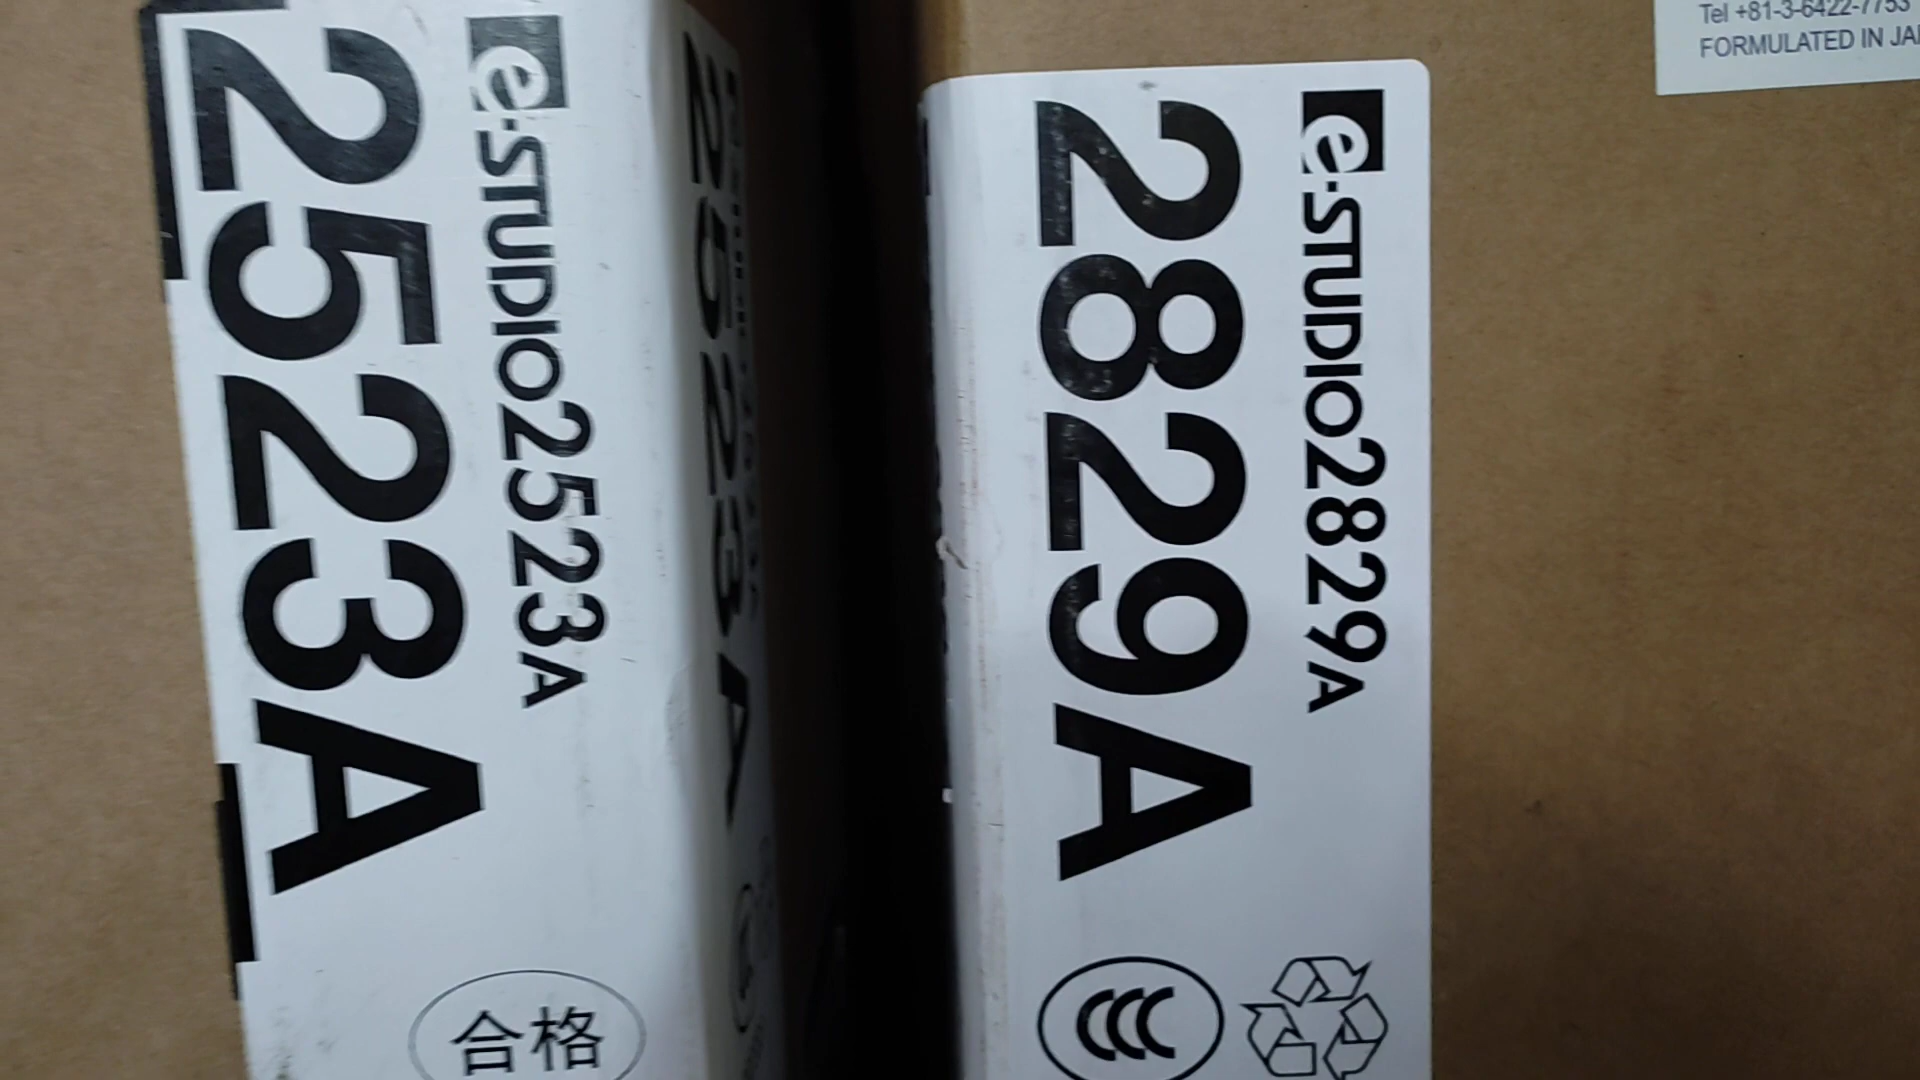 2523A
e-STUDIO2523A
2523A
合格
2829A
e-STUDIO2829A
CCC
Tel +81-3-6422-7753
FORMULATED IN JA